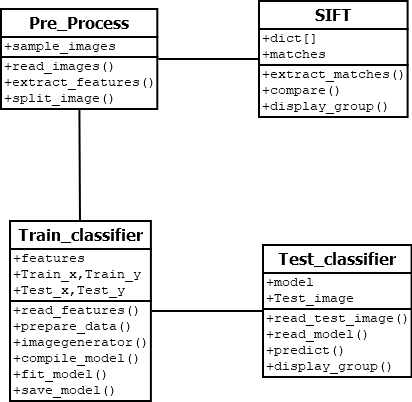 Pre_Process
+sample_images
+read_images()
+extract_features()
+split_image()
SIFT
+dict[]
+matches
+extract_matches()
+compare()
+display_group()
Train_classifier
+features
+Train_x,Train_y
+Test_x,Test_y
+read_features()
+prepare_data()
+imagegenerator()
+compile_model()
+fit_model()
+save_model()
Test_classifier
+model
+Test_image
+read_test_image()
+read_model()
+predict()
+display_group()